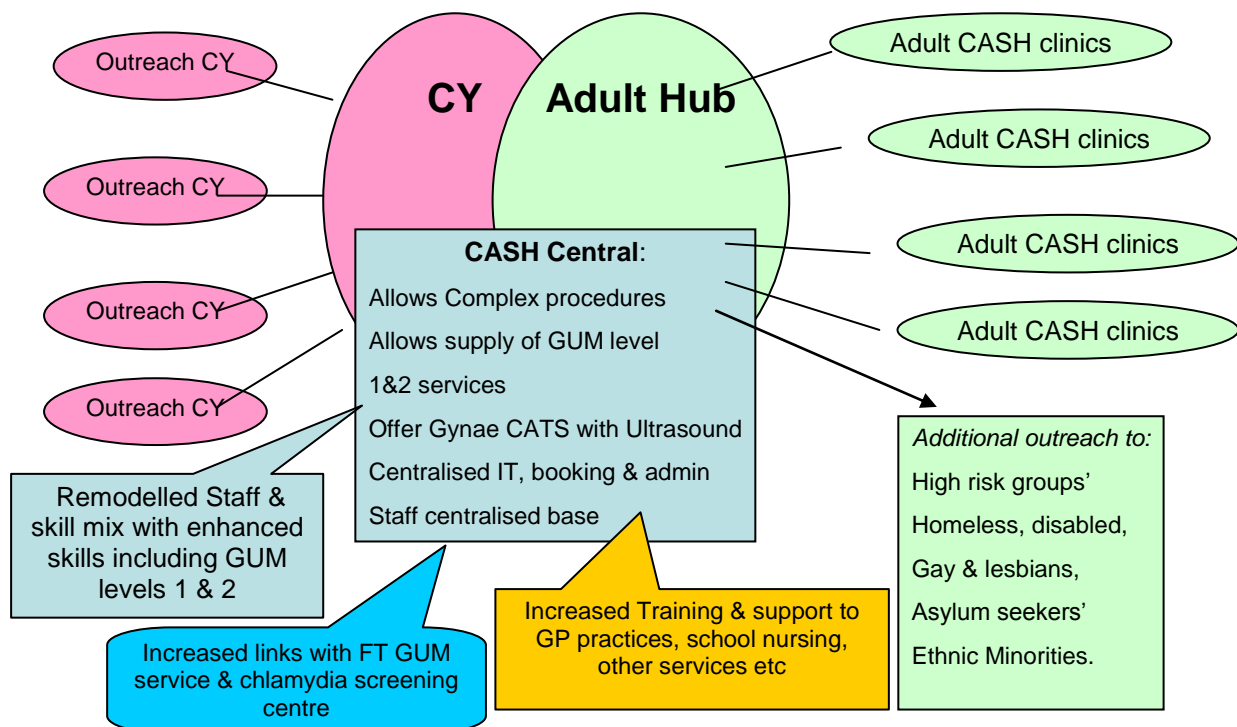 Outreach CY
Outreach CY
Outreach CY
Outreach CY
CY
Adult Hub
Adult CASH clinics
Adult CASH clinics
Adult CASH clinics
Adult CASH clinics
CASH Central:
Allows Complex procedures
Allows supply of GUM level
1&2 services
Offer Gynae CATS with Ultrasound
Centralised IT, booking & admin
Staff centralised base
Remodelled Staff &
skill mix with enhanced
skills including GUM
levels 1 & 2
Increased links with FT GUM
service & chlamydia screening
centre
Increased Training & support to
GP practices, school nursing,
other services etc
Additional outreach to:
High risk groups’
Homeless, disabled,
Gay & lesbians,
Asylum seekers’
Ethnic Minorities.